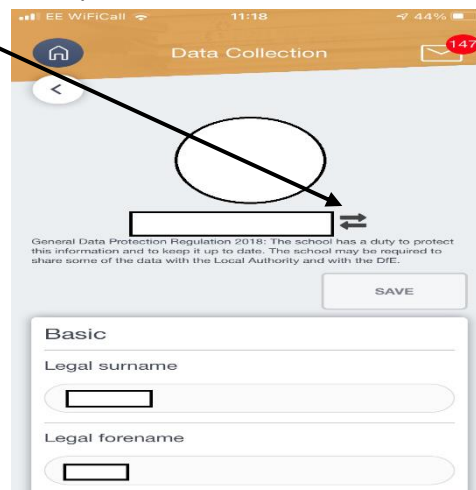 EE WiFiCall 11:18 44%
Data Collection
147
General Data Protection Regulation 2018: The school has a duty to protect
this information and to keep it up to date. The school may be required to
share some of the data with the Local Authority and with the DfE.
SAVE
Basic
Legal surname
Legal forename